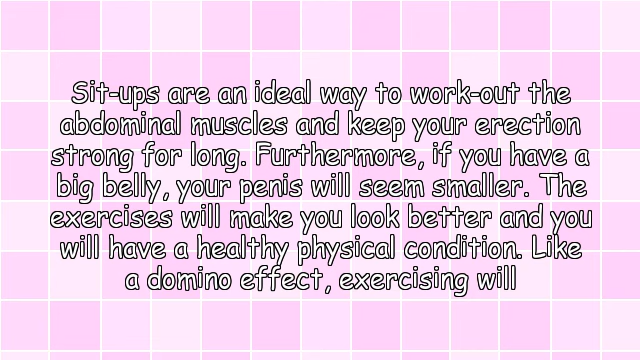 Sit-ups are an ideal way to work-out the
abdominal muscles and keep your erection
strong for long. Furthermore, if you have a
big belly, your penis will seem smaller. The
exercises will make you look better and you
will have a healthy physical condition. Like
a domino effect, exercising will